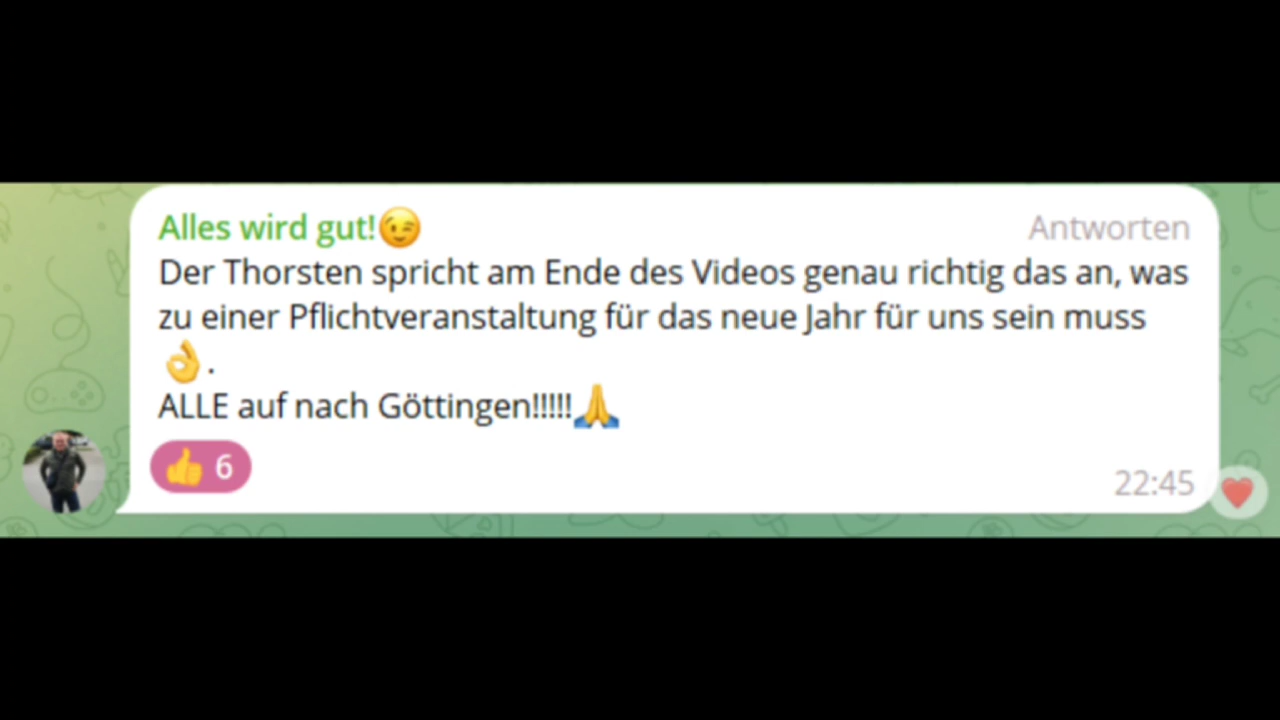 Alles wird gut!😉 Antworten
Der Thorsten spricht am Ende des Videos genau richtig das an, was
zu einer Pflichtveranstaltung für das neue Jahr für uns sein muss
👌.
ALLE auf nach Göttingen!!!!!🙏
👍 6
22:45